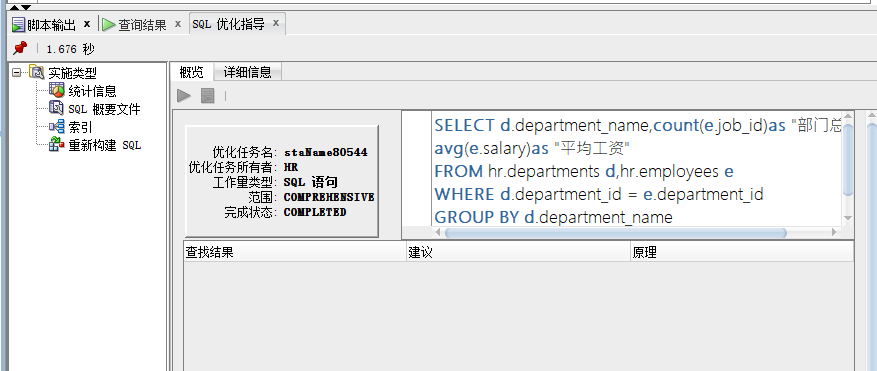 脚本输出 x 查询结果 x SQL 优化指导 x
1.676 秒
实施类型
统计信息
SQL 概要文件
索引
重新构建 SQL
概览 详细信息
优化任务名: staName80544
优化任务所有者: HR
工作量类型: SQL 语句
范围: COMPREHENSIVE
完成状态: COMPLETED
SELECT d.department_name,count(e.job_id)as "部门总
avg(e.salary)as "平均工资"
FROM hr.departments d,hr.employees e
WHERE d.department_id = e.department_id
GROUP BY d.department_name
查找结果 建议 原理